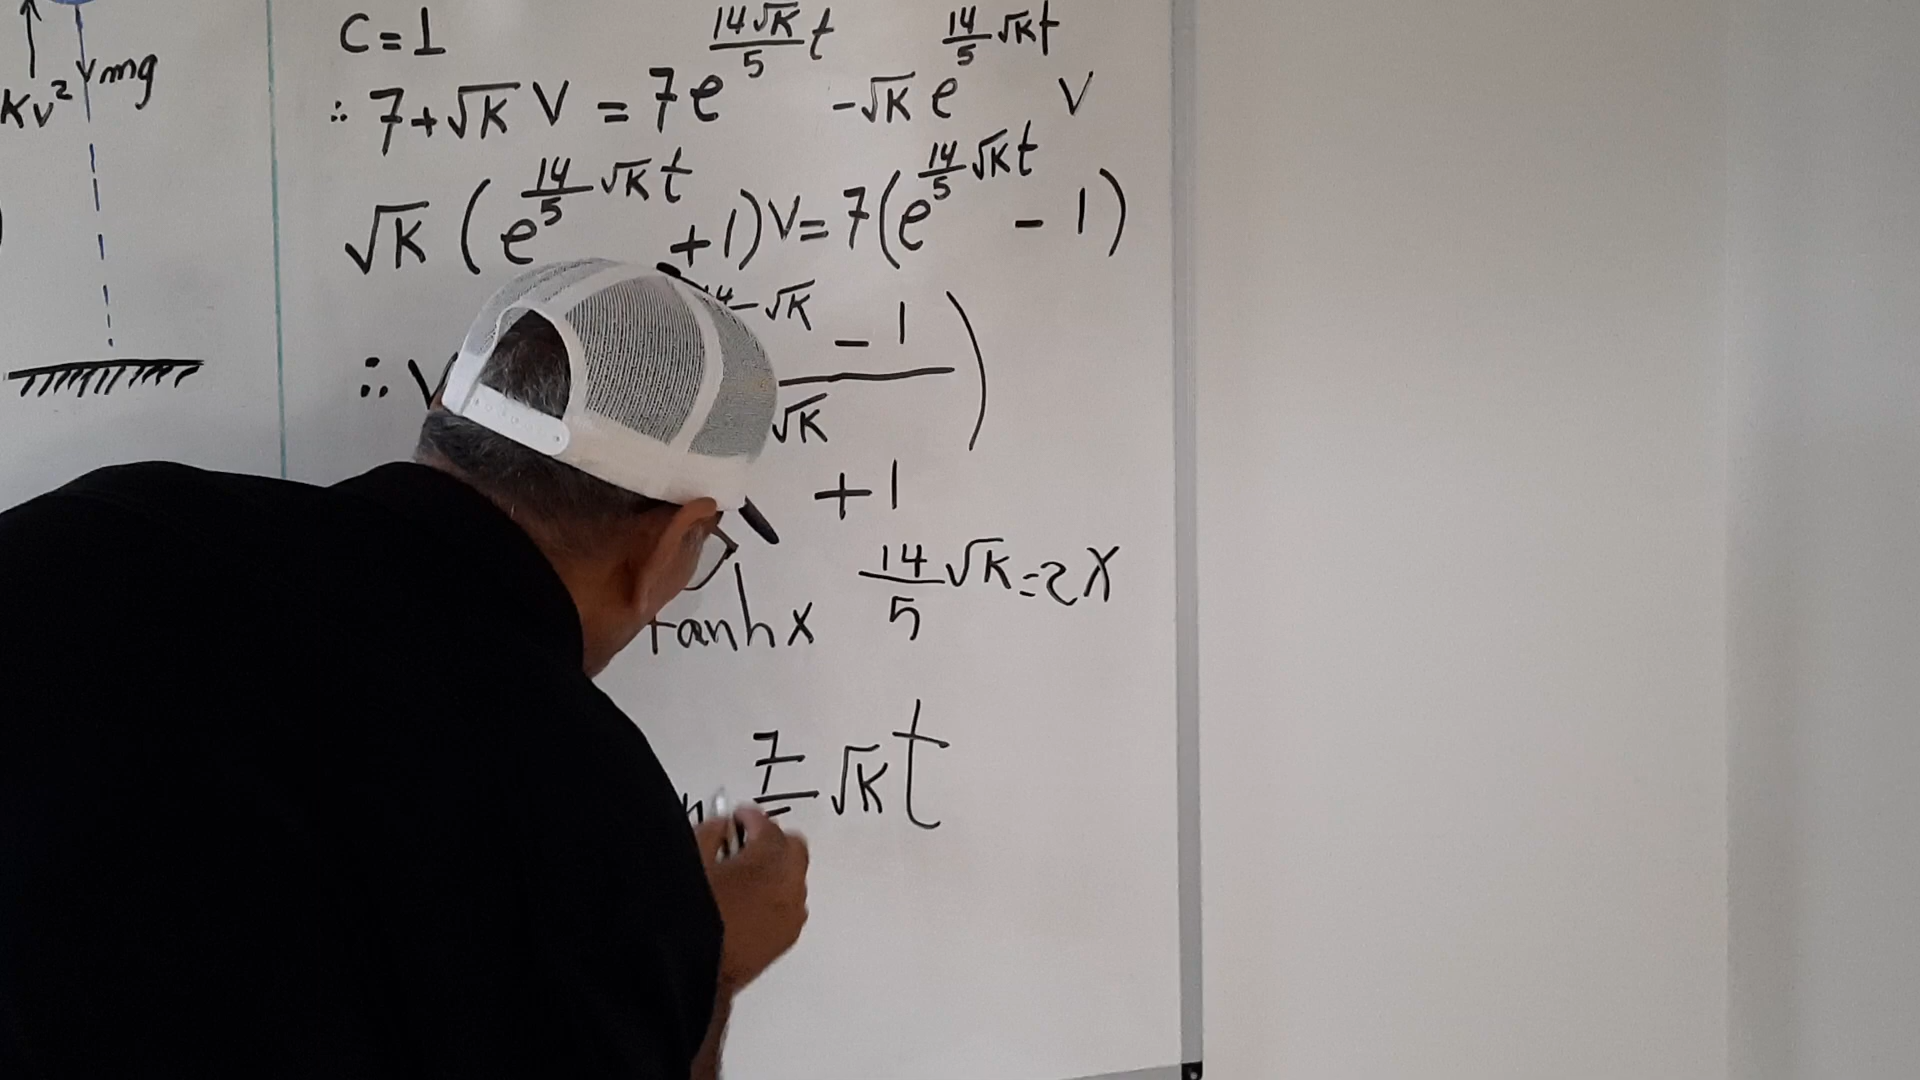 mg
Kv²
C=1
∴ 7+√K V = 7e^(14√K/5 t) -√K e^(14/5 √K t) V
√K (e^(14/5 √K t) +1)V=7(e^(14/5 √K t) - 1)
14 √K - 1 )
∴ V
√K +1
tanh x 14/5 √K=2X
7 √K t